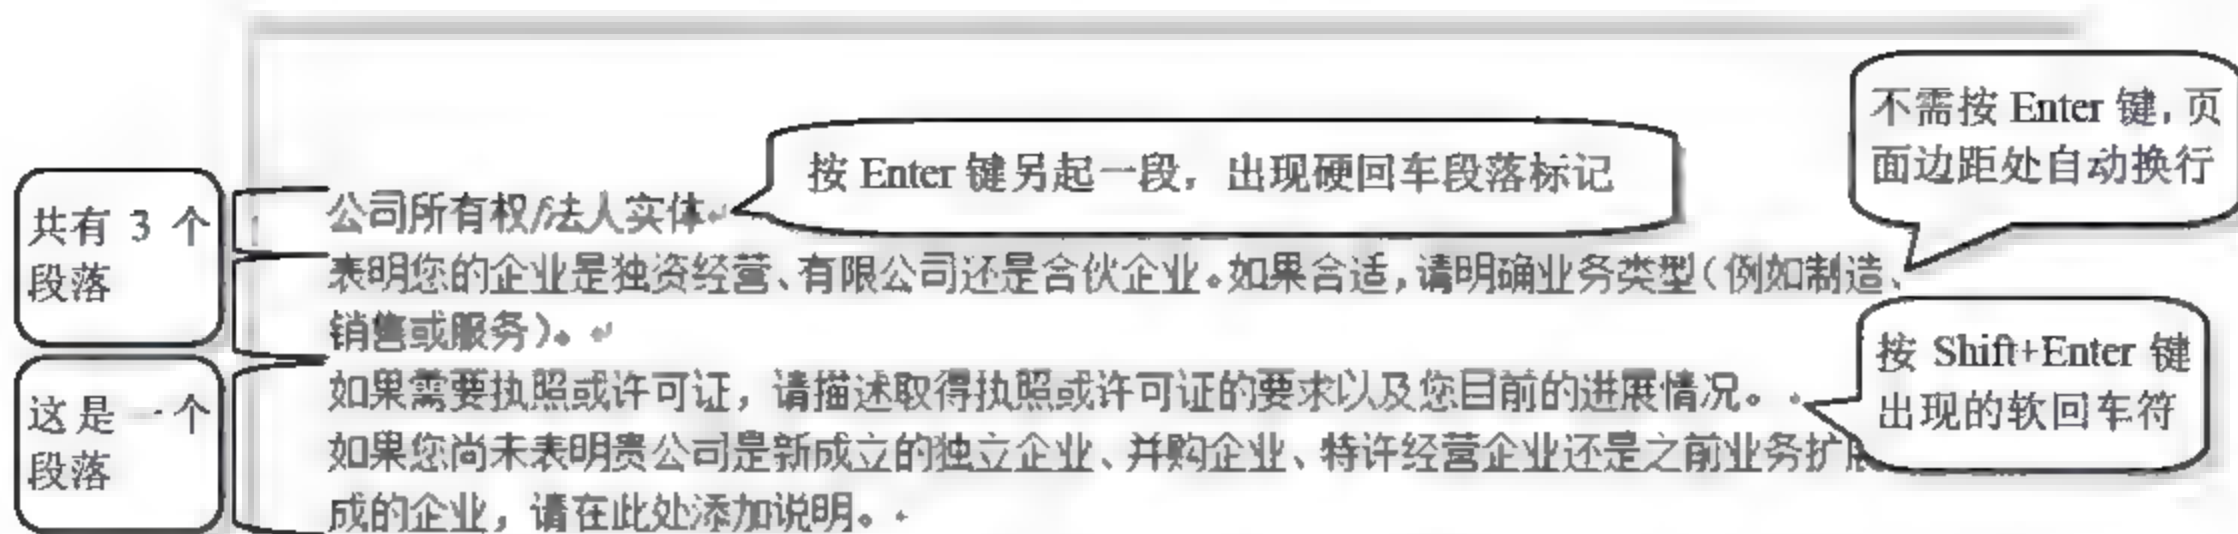 不需按 Enter 键,页
面边距处自动换行
按 Enter 键另起一段，出现硬回车段落标记
共有 3 个
段落
公司所有权/法人实体
表明您的企业是独资经营、有限公司还是合伙企业。如果合适,请明确业务类型(例如制造、
销售或服务)。
按 Shift+Enter 键
出现的软回车符
这是一个
段落
如果需要执照或许可证，请描述取得执照或许可证的要求以及您目前的进展情况。
如果您尚未表明贵公司是新成立的独立企业、并购企业、特许经营企业还是之前业务扩展
成的企业，请在此处添加说明。